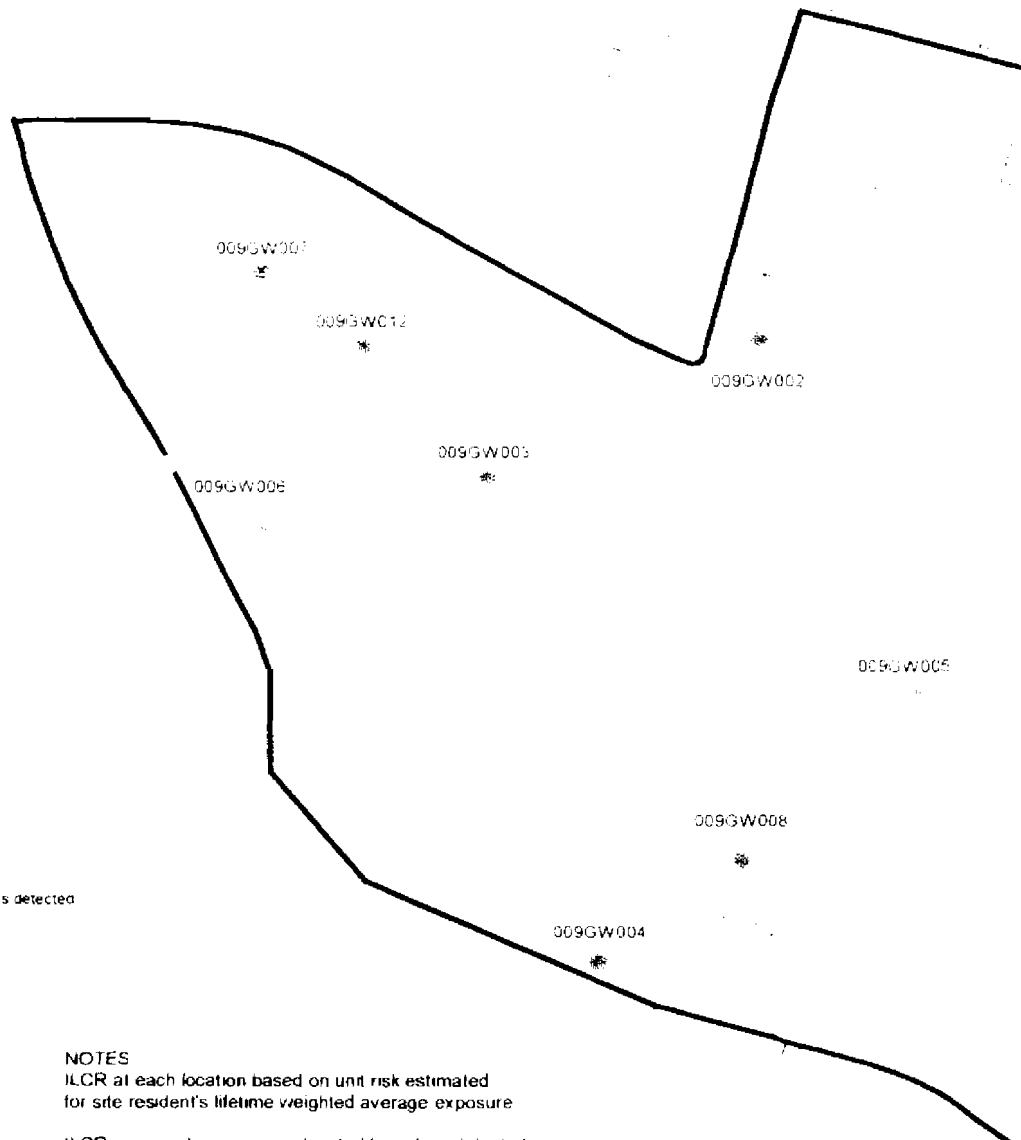 009GW007
009GW012
009GW002
009GW003
009GW006
009GW005
009GW008
s detected
009GW004
NOTES
ILCR at each location based on unit risk estimated
for site resident's lifetime weighted average exposure